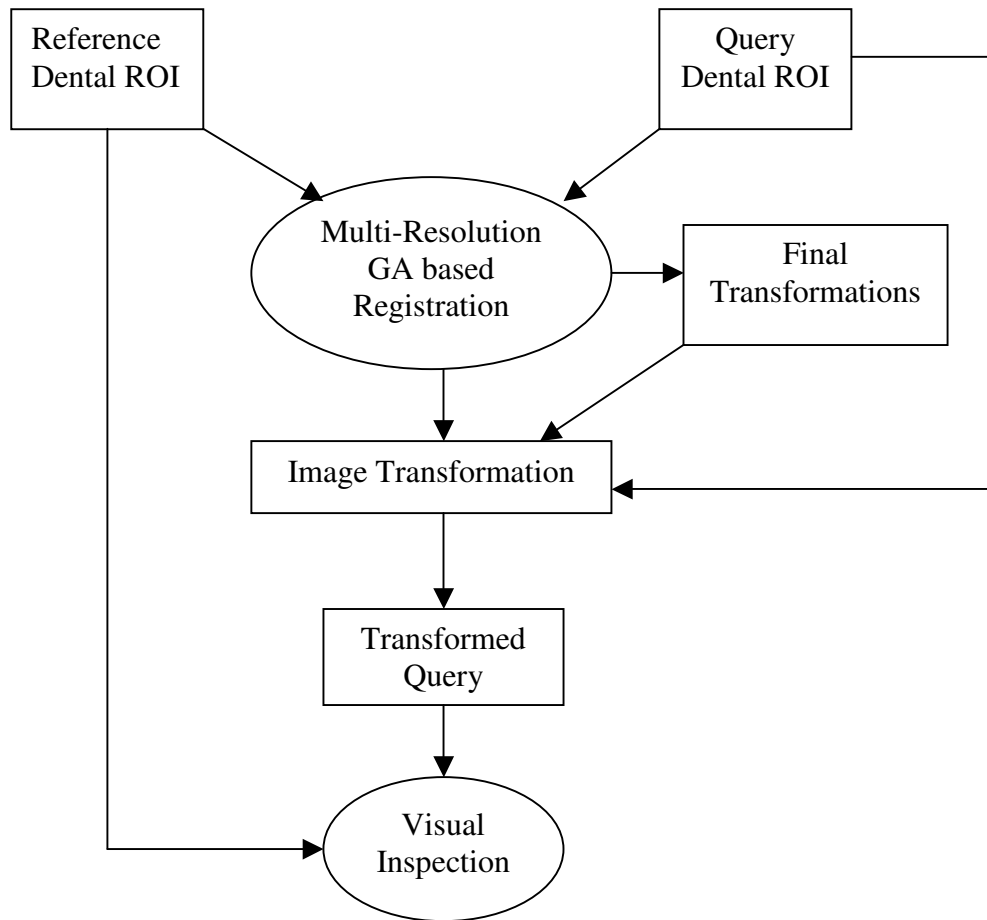 Reference
Dental ROI
Query
Dental ROI
Multi-Resolution
GA based
Registration
Final
Transformations
Image Transformation
Transformed
Query
Visual
Inspection